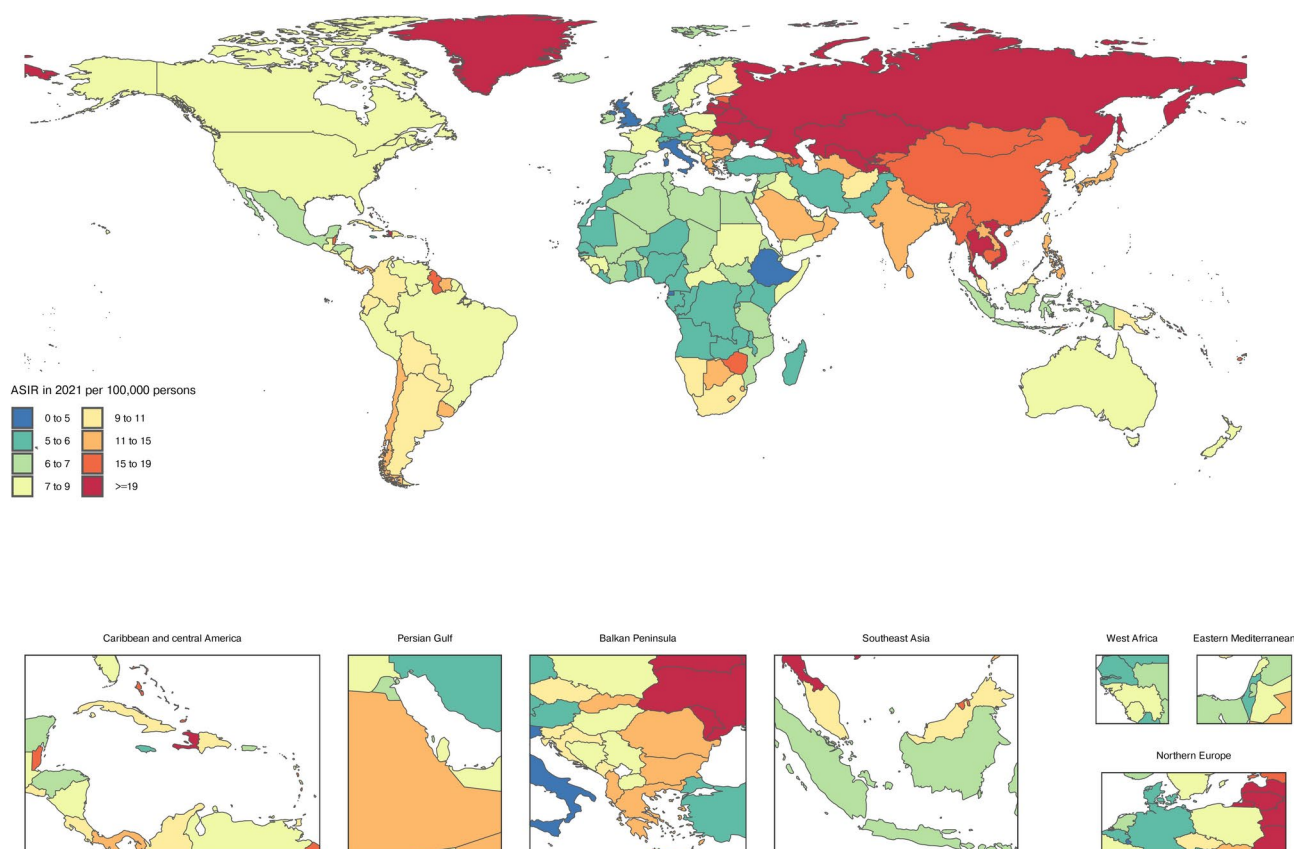 ASIR in 2021 per 100,000 persons
0 to 5 9 to 11
5 to 6 11 to 15
6 to 7 15 to 19
7 to 9 >=19
Caribbean and central America Persian Gulf Balkan Peninsula Southeast Asia West Africa Eastern Mediterranean
Northern Europe